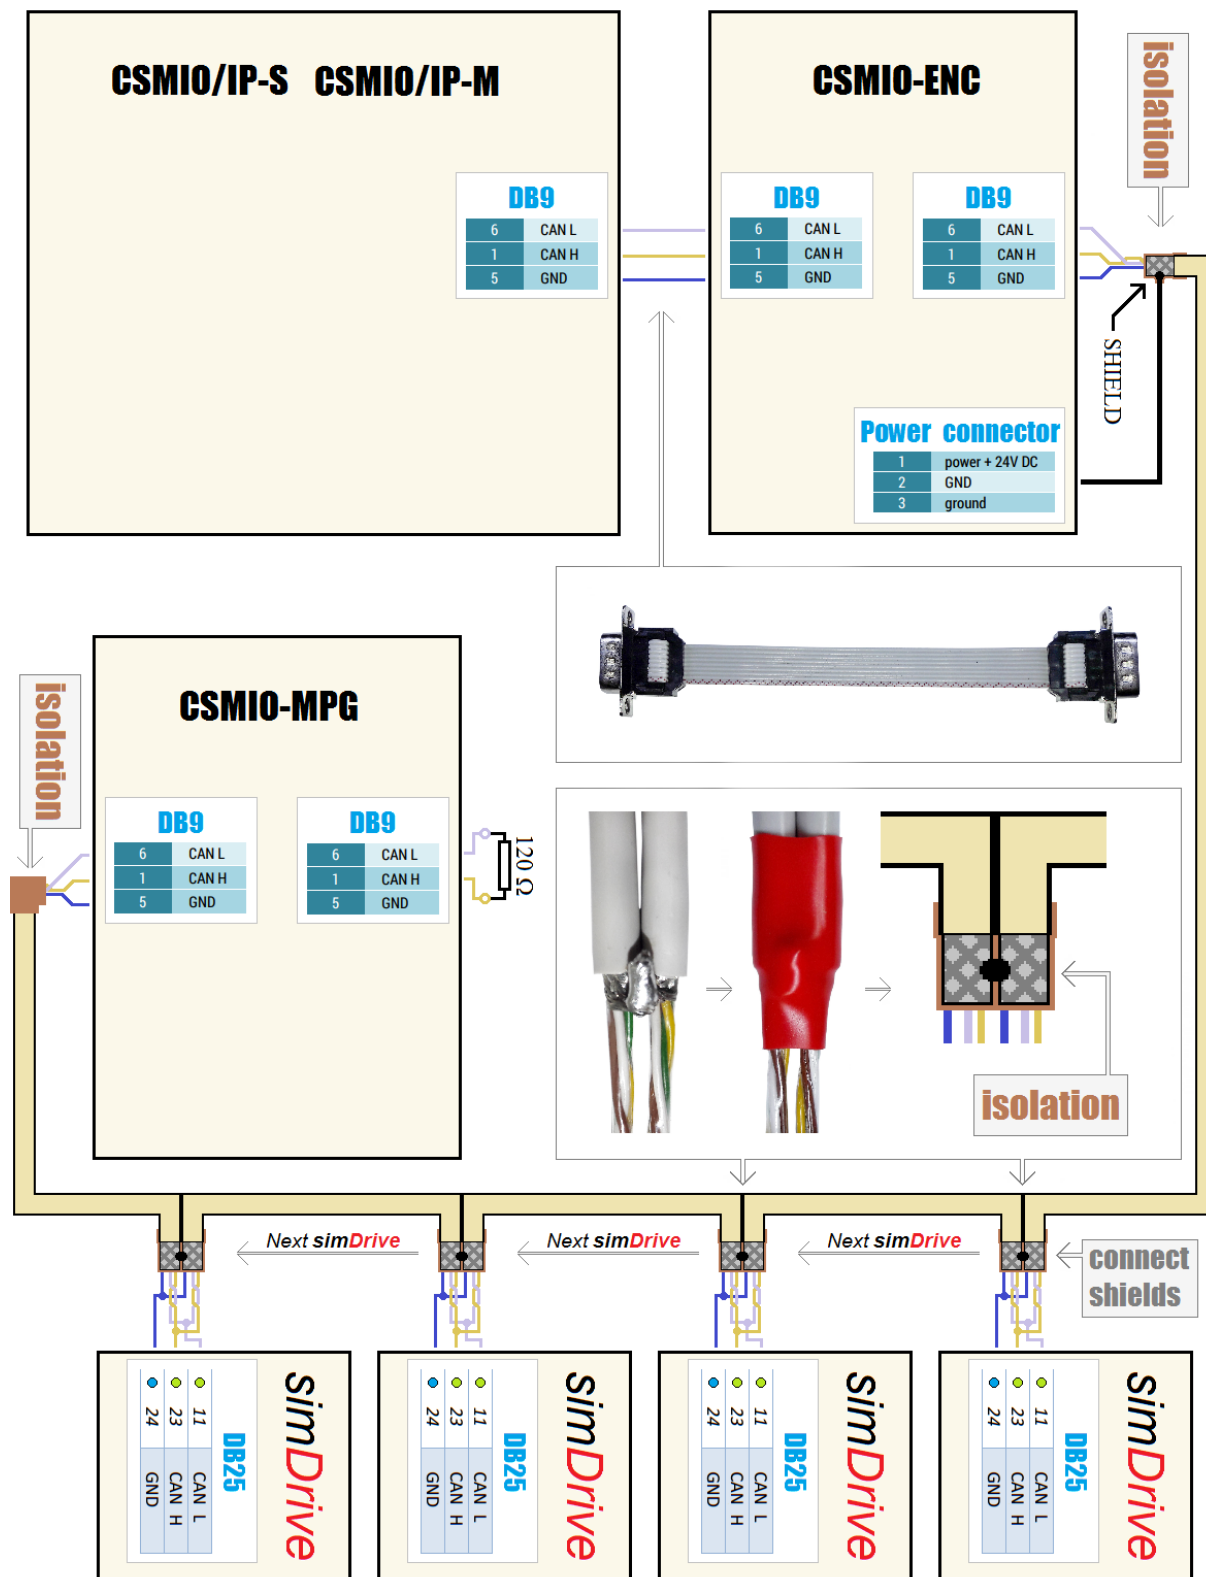 CSMIO/IP-S CSMIO/IP-M
DB9
6 CAN L
1 CAN H
5 GND
CSMIO-ENC
DB9
6 CAN L
1 CAN H
5 GND
DB9
6 CAN L
1 CAN H
5 GND
isolation
SHIELD
Power connector
1 power + 24V DC
2 GND
3 ground
isolation
CSMIO-MPG
DB9
6 CAN L
1 CAN H
5 GND
DB9
6 CAN L
1 CAN H
5 GND
120 Ω
isolation
Next simDrive
Next simDrive
Next simDrive
connect
shields
simDrive
DB25
11 CAN L
23 CAN H
24 GND
simDrive
DB25
11 CAN L
23 CAN H
24 GND
simDrive
DB25
11 CAN L
23 CAN H
24 GND
simDrive
DB25
11 CAN L
23 CAN H
24 GND